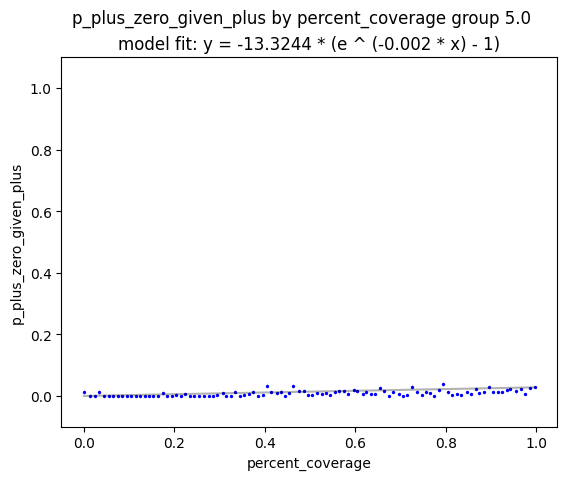 p_plus_zero_given_plus by percent_coverage group 5.0
model fit: y = -13.3244 * (e ^ (-0.002 * x) - 1)
1.0
0.8
0.6
0.4
0.2
0.0
p_plus_zero_given_plus
0.0 0.2 0.4 0.6 0.8 1.0
percent_coverage